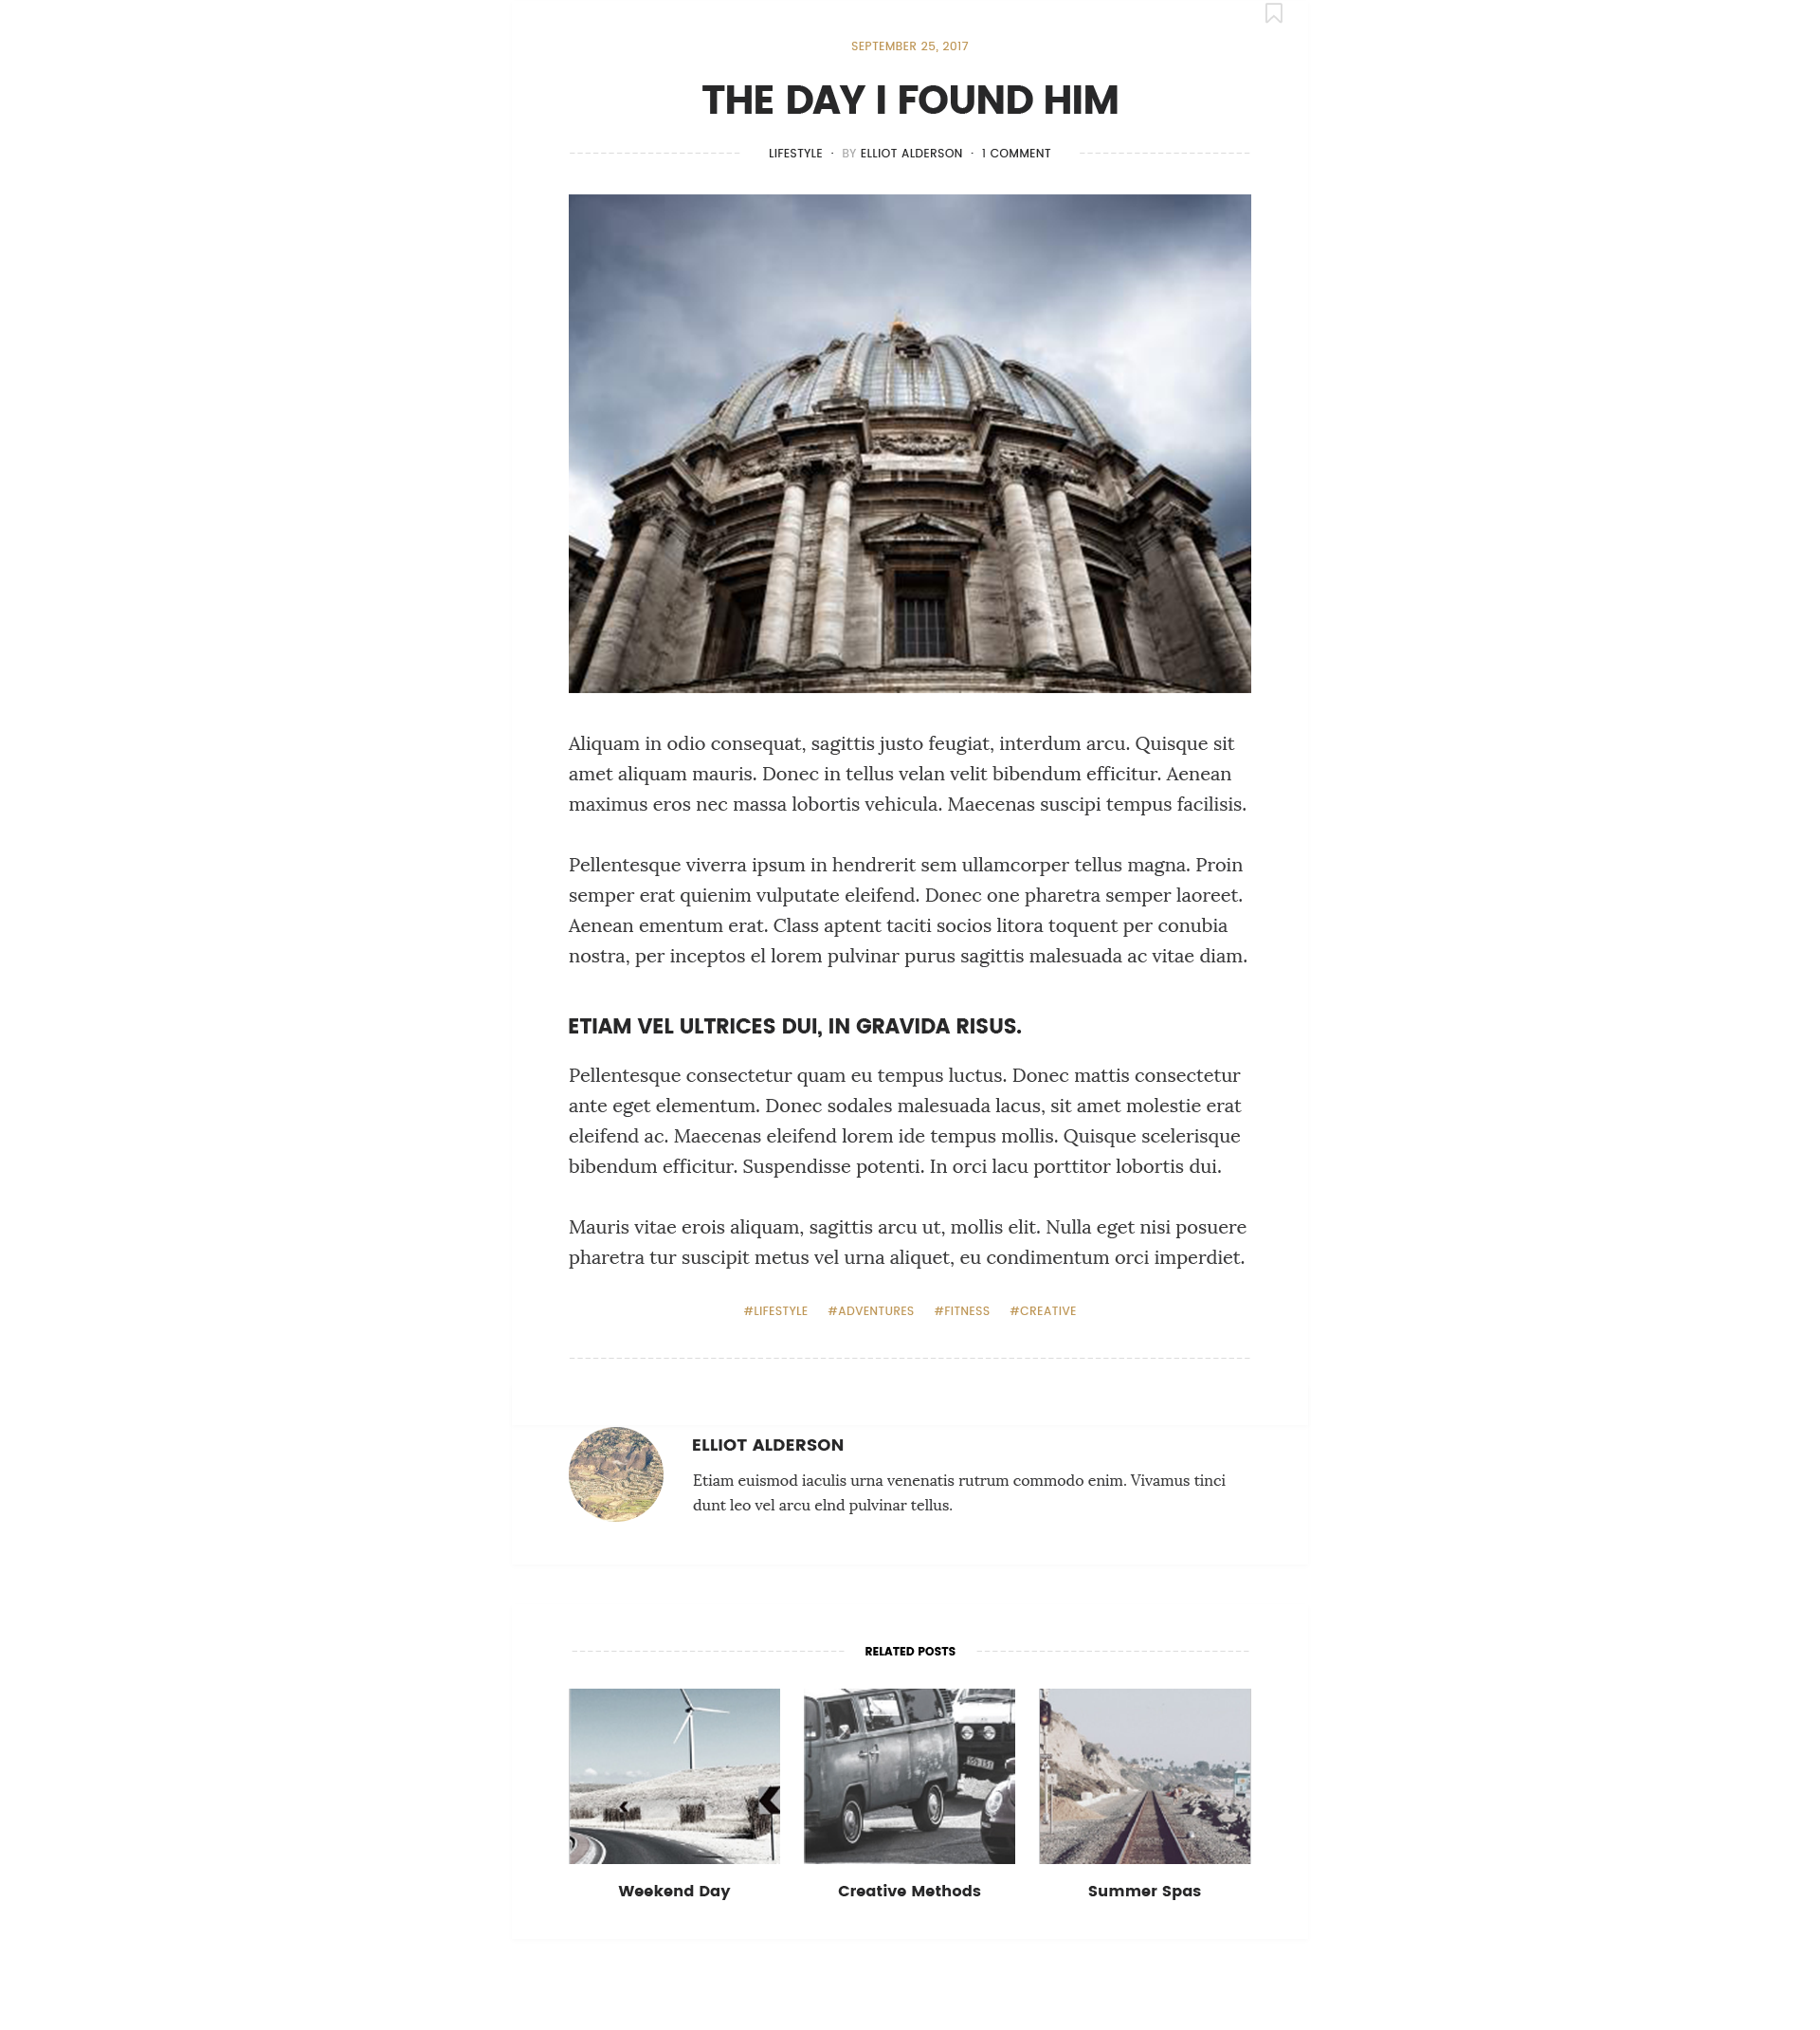 SEPTEMBER 25, 2017
THE DAY I FOUND HIM
LIFESTYLE · BY ELLIOT ALDERSON · 1 COMMENT
Aliquam in odio consequat, sagittis justo feugiat, interdum arcu. Quisque sit
amet aliquam mauris. Donec in tellus velan velit bibendum efficitur. Aenean
maximus eros nec massa lobortis vehicula. Maecenas suscipi tempus facilisis.
Pellentesque viverra ipsum in hendrerit sem ullamcorper tellus magna. Proin
semper erat quienim vulputate eleifend. Donec one pharetra semper laoreet.
Aenean ementum erat. Class aptent taciti socios litora toquent per conubia
nostra, per inceptos el lorem pulvinar purus sagittis malesuada ac vitae diam.
ETIAM VEL ULTRICES DUI, IN GRAVIDA RISUS.
Pellentesque consectetur quam eu tempus luctus. Donec mattis consectetur
ante eget elementum. Donec sodales malesuada lacus, sit amet molestie erat
eleifend ac. Maecenas eleifend lorem ide tempus mollis. Quisque scelerisque
bibendum efficitur. Suspendisse potenti. In orci lacu porttitor lobortis dui.
Mauris vitae erois aliquam, sagittis arcu ut, mollis elit. Nulla eget nisi posuere
pharetra tur suscipit metus vel urna aliquet, eu condimentum orci imperdiet.
#LIFESTYLE #ADVENTURES #FITNESS #CREATIVE
ELLIOT ALDERSON
Etiam euismod iaculis urna venenatis rutrum commodo enim. Vivamus tinci
dunt leo vel arcu elnd pulvinar tellus.
RELATED POSTS
Weekend Day
Creative Methods
Summer Spas